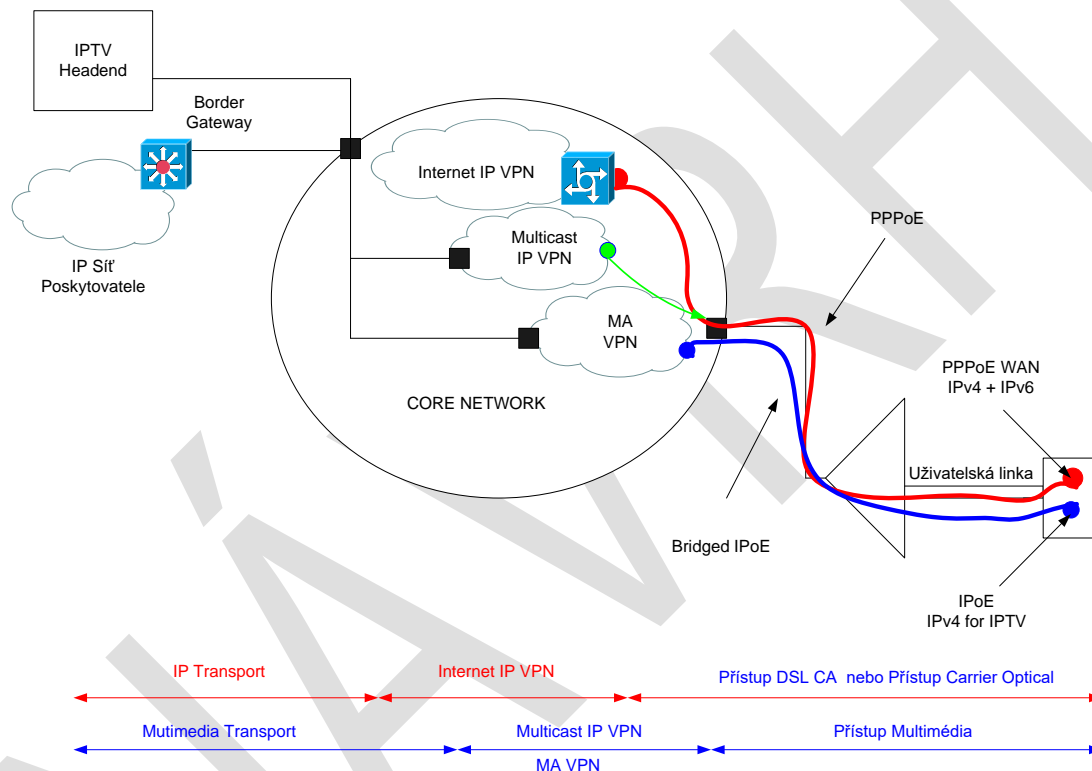 IPTV
Headend
Border
Gateway
IP Síť
Poskytovatele
Internet IP VPN
Multicast
IP VPN
MA
VPN
CORE NETWORK
PPPoE
PPPoE WAN
IPv4 + IPv6
Uživatelská linka
Bridged IPoE
IPoE
IPv4 for IPTV
IP Transport
Internet IP VPN
Přístup DSL CA nebo Přístup Carrier Optical
Mutimedia Transport
Multicast IP VPN
Přístup Multimédia
MA VPN
NÁVRH